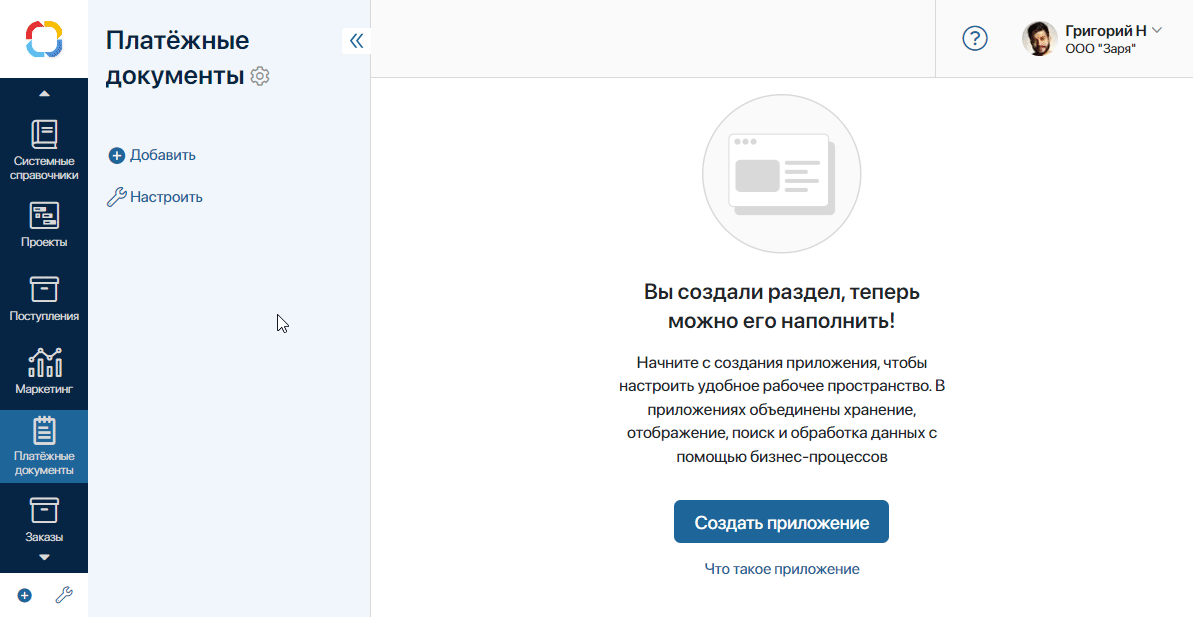 Системные
справочники
Проекты
Поступления
Маркетинг
Платёжные
документы
Заказы
Платёжные
документы
Добавить
Настроить
?
Григорий Н
ООО "Заря"
Вы создали раздел, теперь
можно его наполнить!
Начните с создания приложения, чтобы
настроить удобное рабочее пространство. В
приложениях объединены хранение,
отображение, поиск и обработка данных с
помощью бизнес-процессов
Создать приложение
Что такое приложение